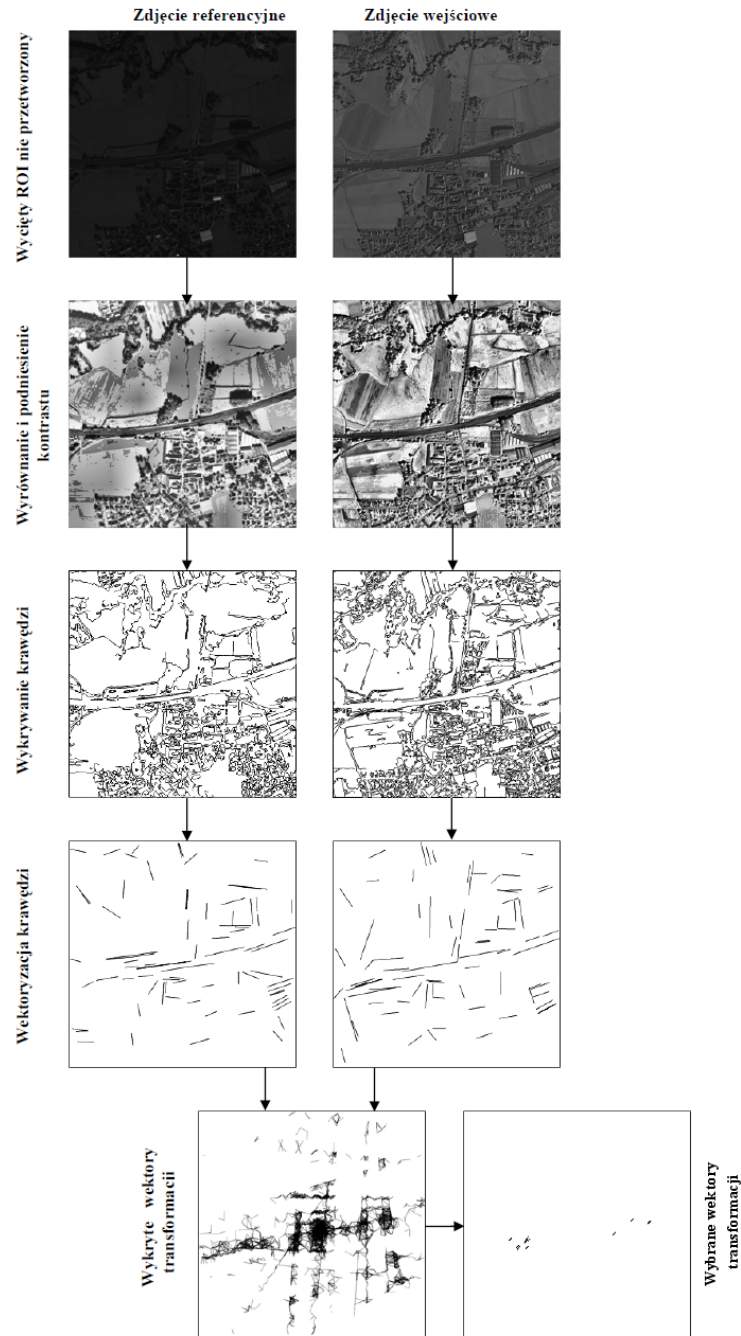 Zdjęcie referencyjne
Zdjęcie wejściowe
Wycięty ROI nie przetworzony
Wyrównanie i podniesienie
kontrastu
Wykrywanie krawędzi
Wektoryzacja krawędzi
Wykryte wektory
transformacii
Wybrane wektory
transformacji